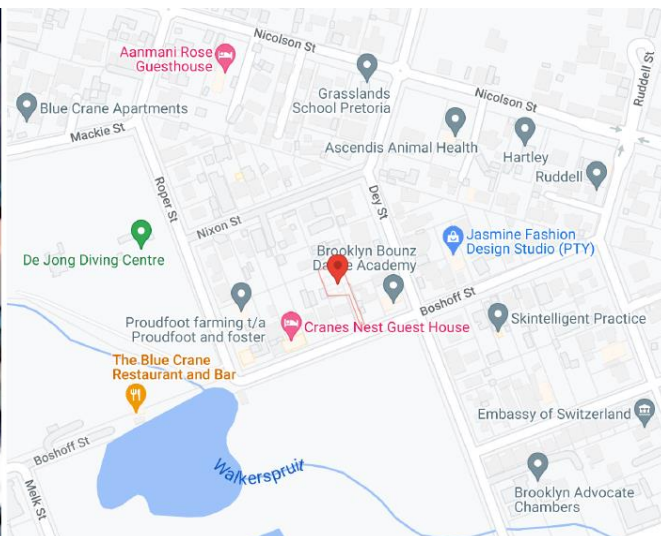 Nicolson St
Aanmani Rose
Guesthouse
Grasslands
School Pretoria
Ruddell St
Nicolson St
Blue Crane Apartments
Mackie St
Ascendis Animal Health
Hartley
Ruddell
Roper St
Dey St
Nixon St
De Jong Diving Centre
Brooklyn Bounz
Dance Academy
Jasmine Fashion
Design Studio (PTY)
Boshoff St
Proudfoot farming t/a
Proudfoot and foster
Cranes Nest Guest House
Skintelligent Practice
The Blue Crane
Restaurant and Bar
Embassy of Switzerland
Boshoff St
Walkerspruit
Melk St
Brooklyn Advocate
Chambers